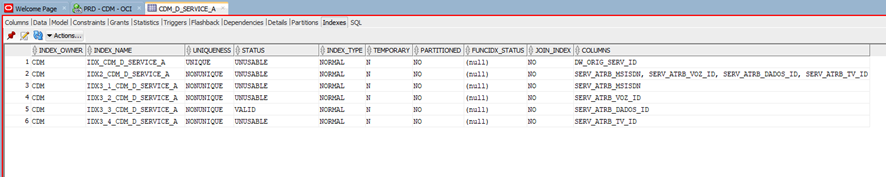 Welcome Page PRD - CDM - OCI CDM_D_SERVICE_A
Columns Data Model Constraints Grants Statistics Triggers Flashback Dependencies Details Partitions Indexes SQL
Actions...
INDEX_OWNER INDEX_NAME UNIQUENESS STATUS INDEX_TYPE TEMPORARY PARTITIONED FUNCIDX_STATUS JOIN_INDEX COLUMNS
1 CDM IDX_CDM_D_SERVICE_A UNIQUE UNUSABLE NORMAL N NO (null) NO DW_ORIG_SERV_ID
2 CDM IDX2_CDM_D_SERVICE_A NONUNIQUE UNUSABLE NORMAL N NO (null) NO SERV_ATRB_MSISDN, SERV_ATRB_VOZ_ID, SERV_ATRB_DADOS_ID, SERV_ATRB_TV_ID
3 CDM IDX3_1_CDM_D_SERVICE_A NONUNIQUE UNUSABLE NORMAL N NO (null) NO SERV_ATRB_MSISDN
4 CDM IDX3_2_CDM_D_SERVICE_A NONUNIQUE UNUSABLE NORMAL N NO (null) NO SERV_ATRB_VOZ_ID
5 CDM IDX3_3_CDM_D_SERVICE_A NONUNIQUE VALID NORMAL N NO (null) NO SERV_ATRB_DADOS_ID
6 CDM IDX3_4_CDM_D_SERVICE_A NONUNIQUE UNUSABLE NORMAL N NO (null) NO SERV_ATRB_TV_ID